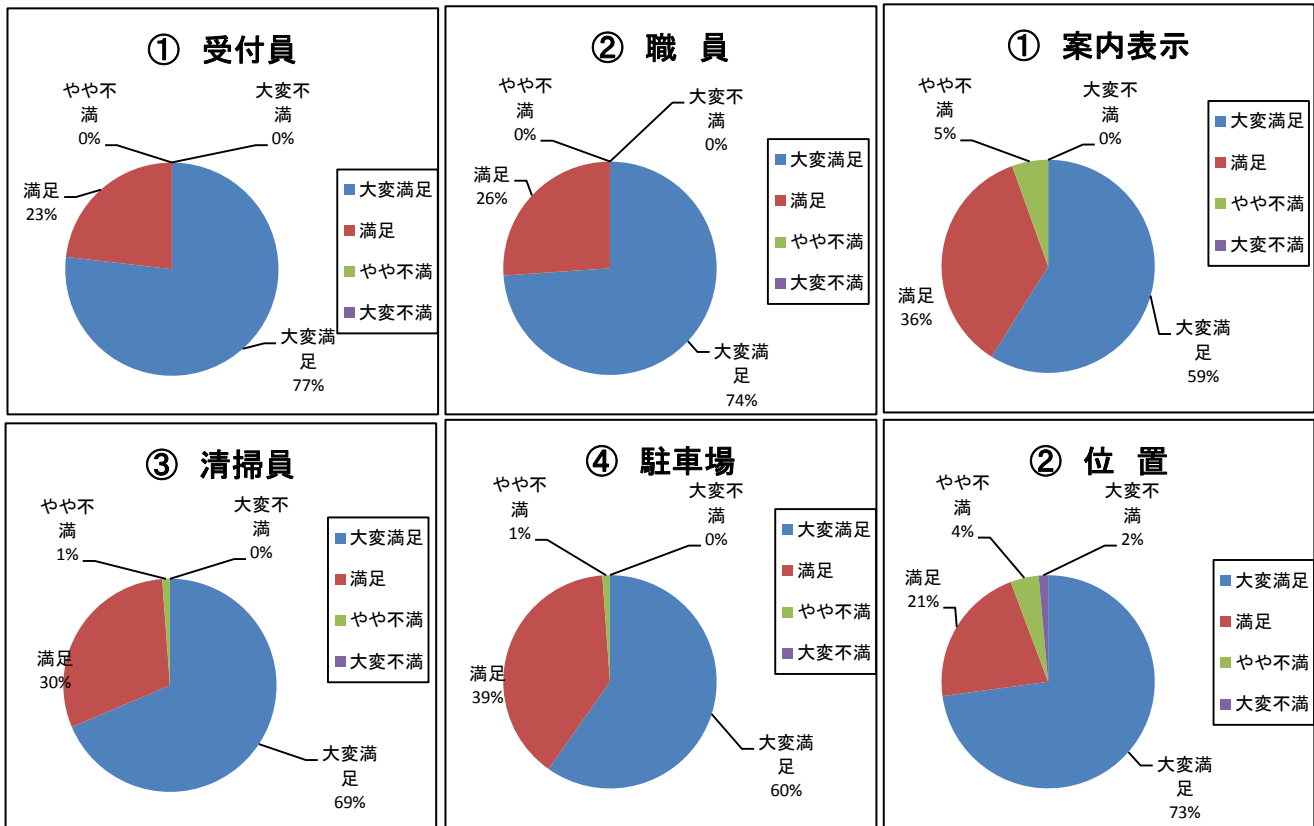 ① 受付員
やや不
満
0%
大変不
満
0%
満足
23%
大変満
足
77%
大変満足
満足
やや不満
大変不満
② 職 員
やや不
満
0%
大変不
満
0%
満足
26%
大変満
足
74%
大変満足
満足
やや不満
大変不満
① 案内表示
やや不
満
5%
大変不
満
0%
満足
36%
大変満
足
59%
大変満足
満足
やや不満
大変不満
③ 清掃員
やや不
満
1%
大変不
満
0%
満足
30%
大変満
足
69%
大変満足
満足
やや不満
大変不満
④ 駐車場
やや不
満
1%
大変不
満
0%
満足
39%
大変満
足
60%
大変満足
満足
やや不満
大変不満
② 位 置
やや不
満
4%
大変不
満
2%
満足
21%
大変満
足
73%
大変満足
満足
やや不満
大変不満